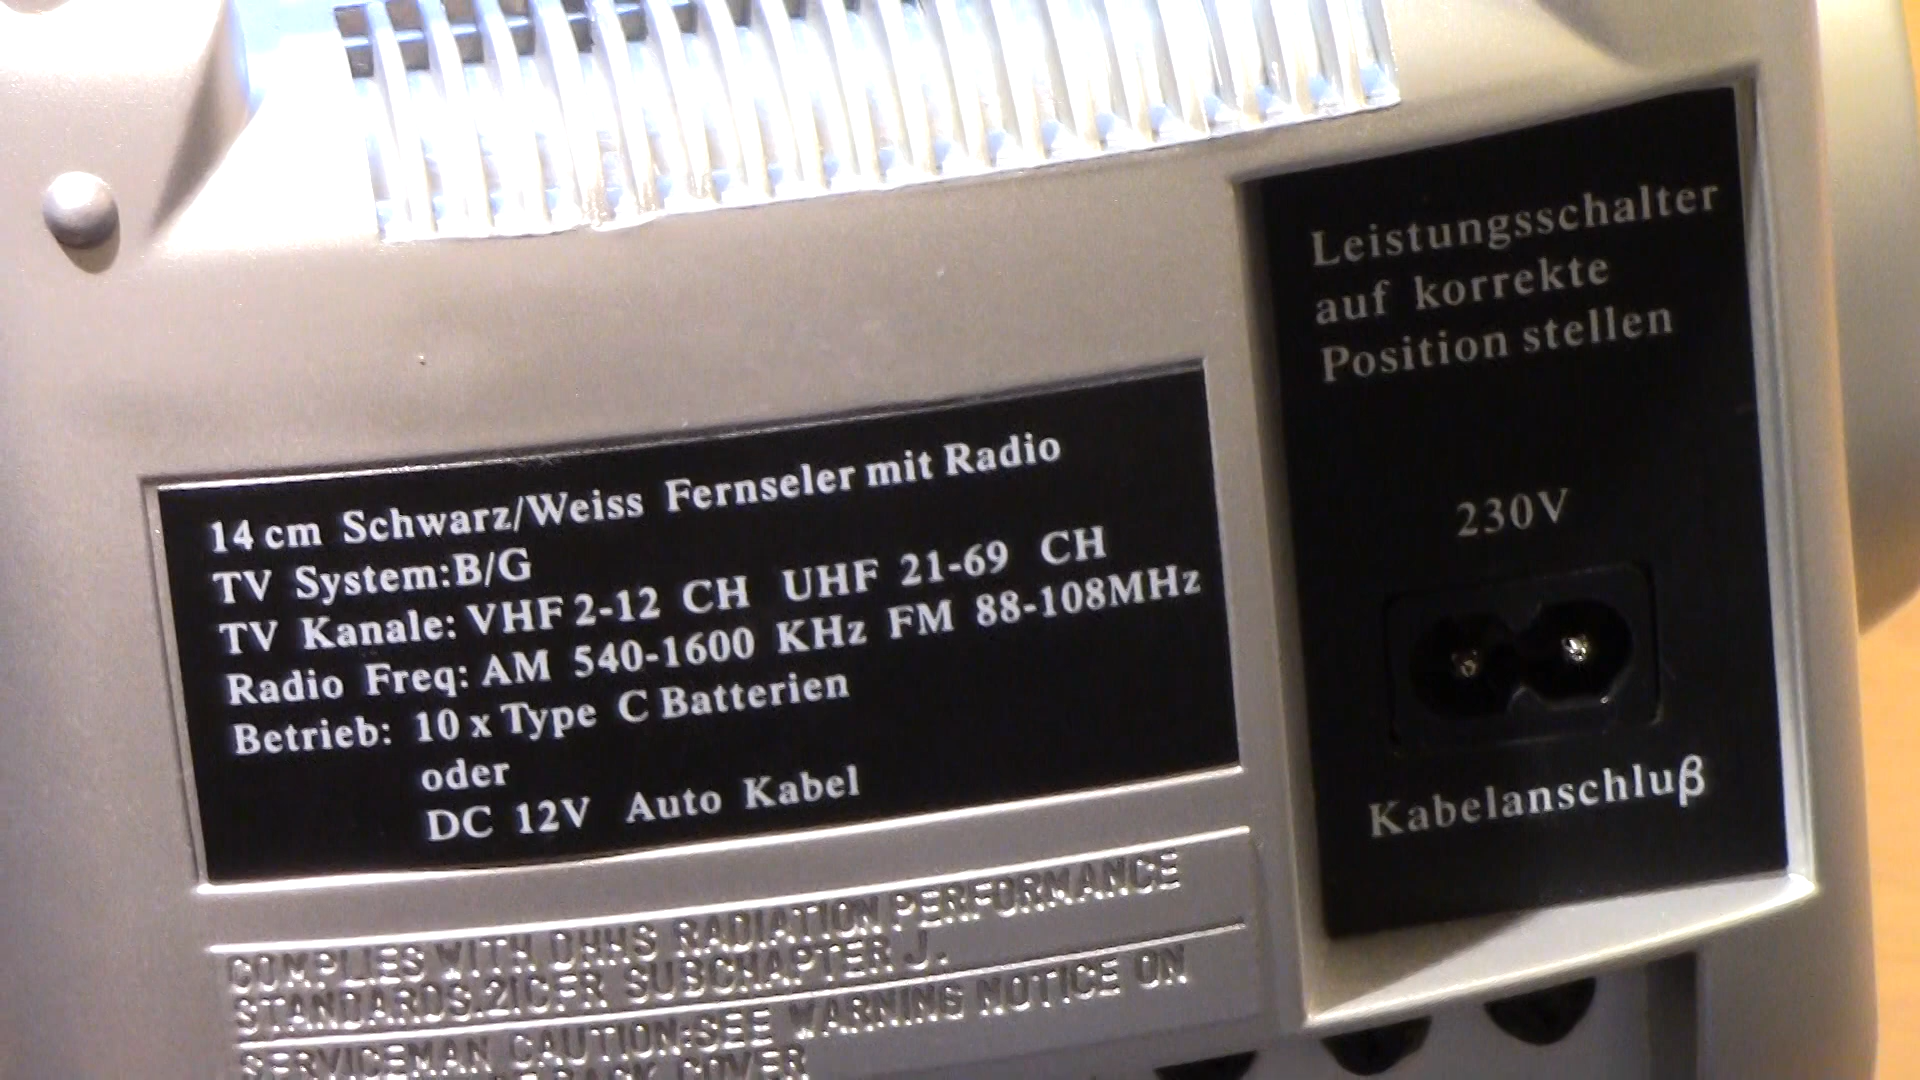 14 cm Schwarz/Weiss Fernseler mit Radio
TV System:B/G
TV Kanale: VHF 2-12 CH UHF 21-69 CH
Radio Freq: AM 540-1600 KHz FM 88-108MHz
Betrieb: 10 x Type C Batterien
oder
DC 12V Auto Kabel
COMPLIES WITH DHHS RADIATION PERFORMANCE
STANDARDS.21CFR SUBCHAPTER J.
SERVICEMAN CAUTION:SEE WARNING NOTICE ON
BACK COVER
Leistungsschalter
auf korrekte
Position stellen
230V
Kabelanschluß